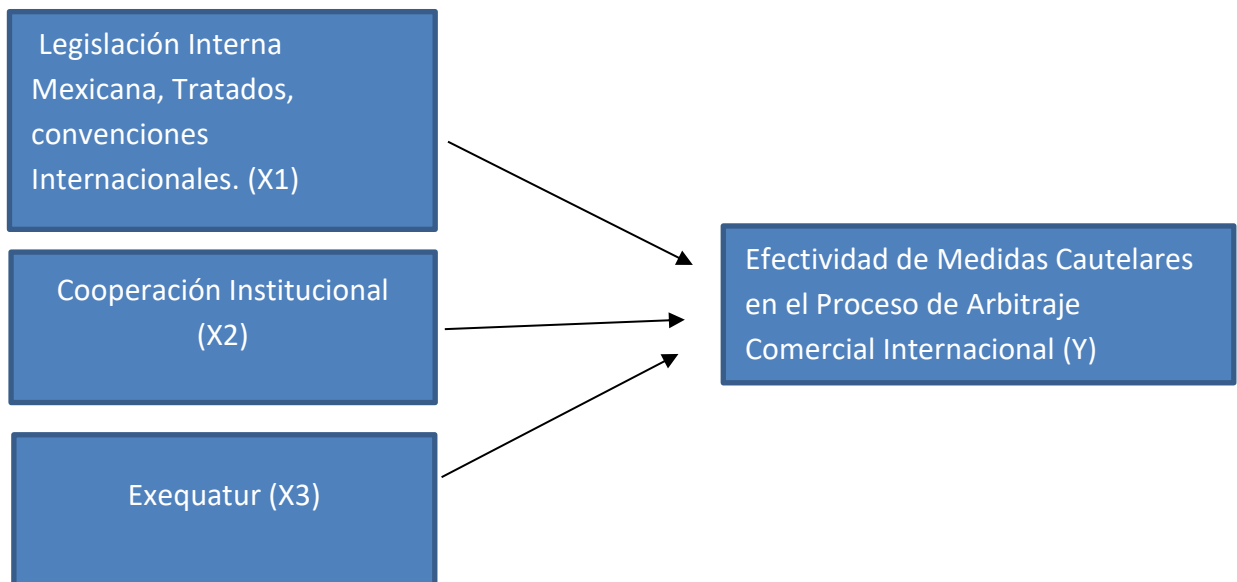 Legislación Interna
Mexicana, Tratados,
convenciones
Internacionales. (X1)
Cooperación Institucional
(X2)
Exequatur (X3)
Efectividad de Medidas Cautelares
en el Proceso de Arbitraje
Comercial Internacional (Y)